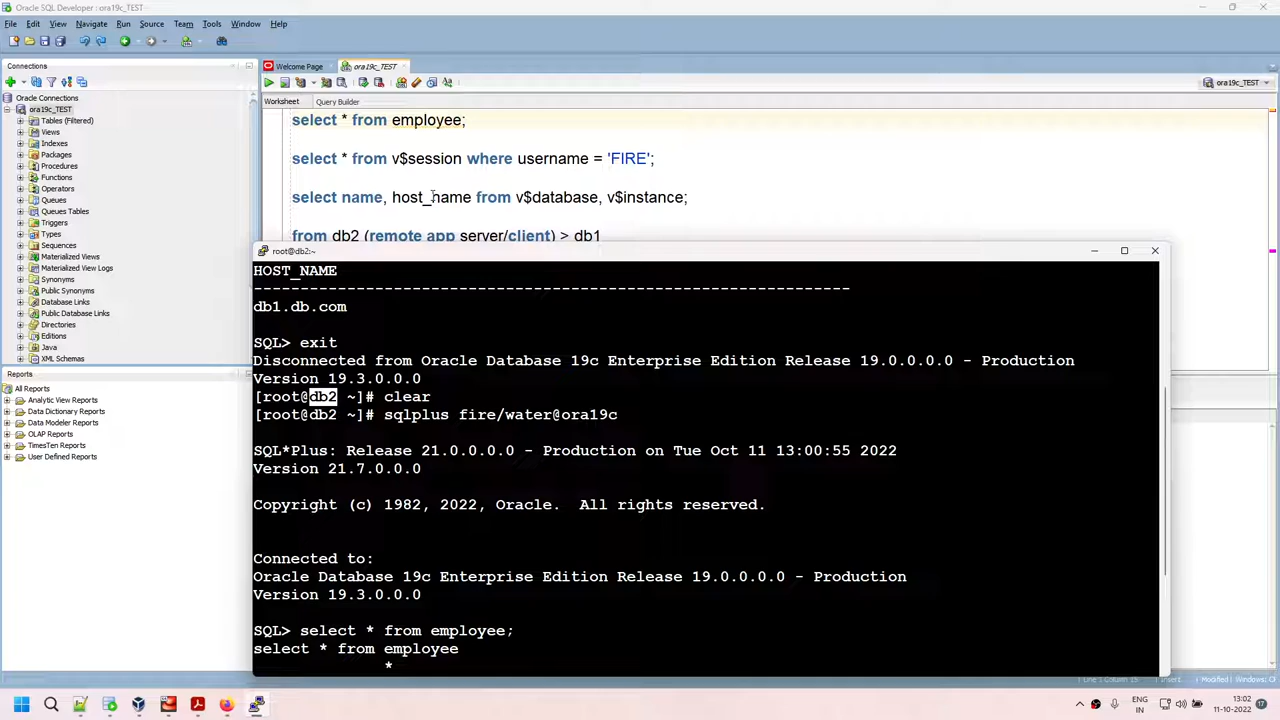 Oracle SQL Developer : ora19c_TEST
File Edit View Navigate Run Source Team Tools Window Help
Connections
Oracle Connections
ora19c_TEST
Tables (Filtered)
Views
Indexes
Packages
Procedures
Functions
Operators
Queues
Queues Tables
Triggers
Types
Sequences
Materialized Views
Materialized View Logs
Synonyms
Public Synonyms
Database Links
Public Database Links
Directories
Editions
Java
XML Schemas
Reports
All Reports
Analytic View Reports
Data Dictionary Reports
Data Modeler Reports
OLAP Reports
TimesTen Reports
User Defined Reports
Welcome Page ora19c_TEST
ora19c_TEST
Worksheet Query Builder
select * from employee;
select * from v$session where username = 'FIRE';
select name, host_name from v$database, v$instance;
from db2 (remote app server/client) > db1
root@db2:~
HOST_NAME
----------------------------------------------------------------
db1.db.com
SQL> exit
Disconnected from Oracle Database 19c Enterprise Edition Release 19.0.0.0.0 - Production
Version 19.3.0.0.0
[root@db2 ~]# clear
[root@db2 ~]# sqlplus fire/water@ora19c
SQL*Plus: Release 21.0.0.0.0 - Production on Tue Oct 11 13:00:55 2022
Version 21.7.0.0.0
Copyright (c) 1982, 2022, Oracle.  All rights reserved.
Connected to:
Oracle Database 19c Enterprise Edition Release 19.0.0.0.0 - Production
Version 19.3.0.0.0
SQL> select * from employee;
select * from employee
*
Line 1 Column 15 Insert Modified
ENG
IN
13:02
11-10-2022